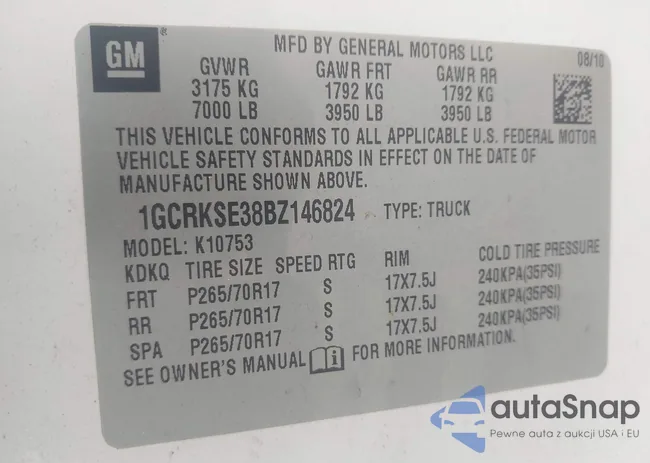 GM ®
MFD BY GENERAL MOTORS LLC 08/10
GVWR GAWR FRT GAWR RR
3175 KG 1792 KG 1792 KG
7000 LB 3950 LB 3950 LB
THIS VEHICLE CONFORMS TO ALL APPLICABLE U.S. FEDERAL MOTOR
VEHICLE SAFETY STANDARDS IN EFFECT ON THE DATE OF
MANUFACTURE SHOWN ABOVE.
1GCRKSE38BZ146824 TYPE: TRUCK
MODEL: K10753
KDKQ TIRE SIZE SPEED RTG RIM COLD TIRE PRESSURE
FRT P265/70R17 S 17X7.5J 240KPA(35PSI)
RR P265/70R17 S 17X7.5J 240KPA(35PSI)
SPA P265/70R17 S 17X7.5J 240KPA(35PSI)
SEE OWNER'S MANUAL i FOR MORE INFORMATION.
autaSnap
Pewne auta z aukcji USA i EU